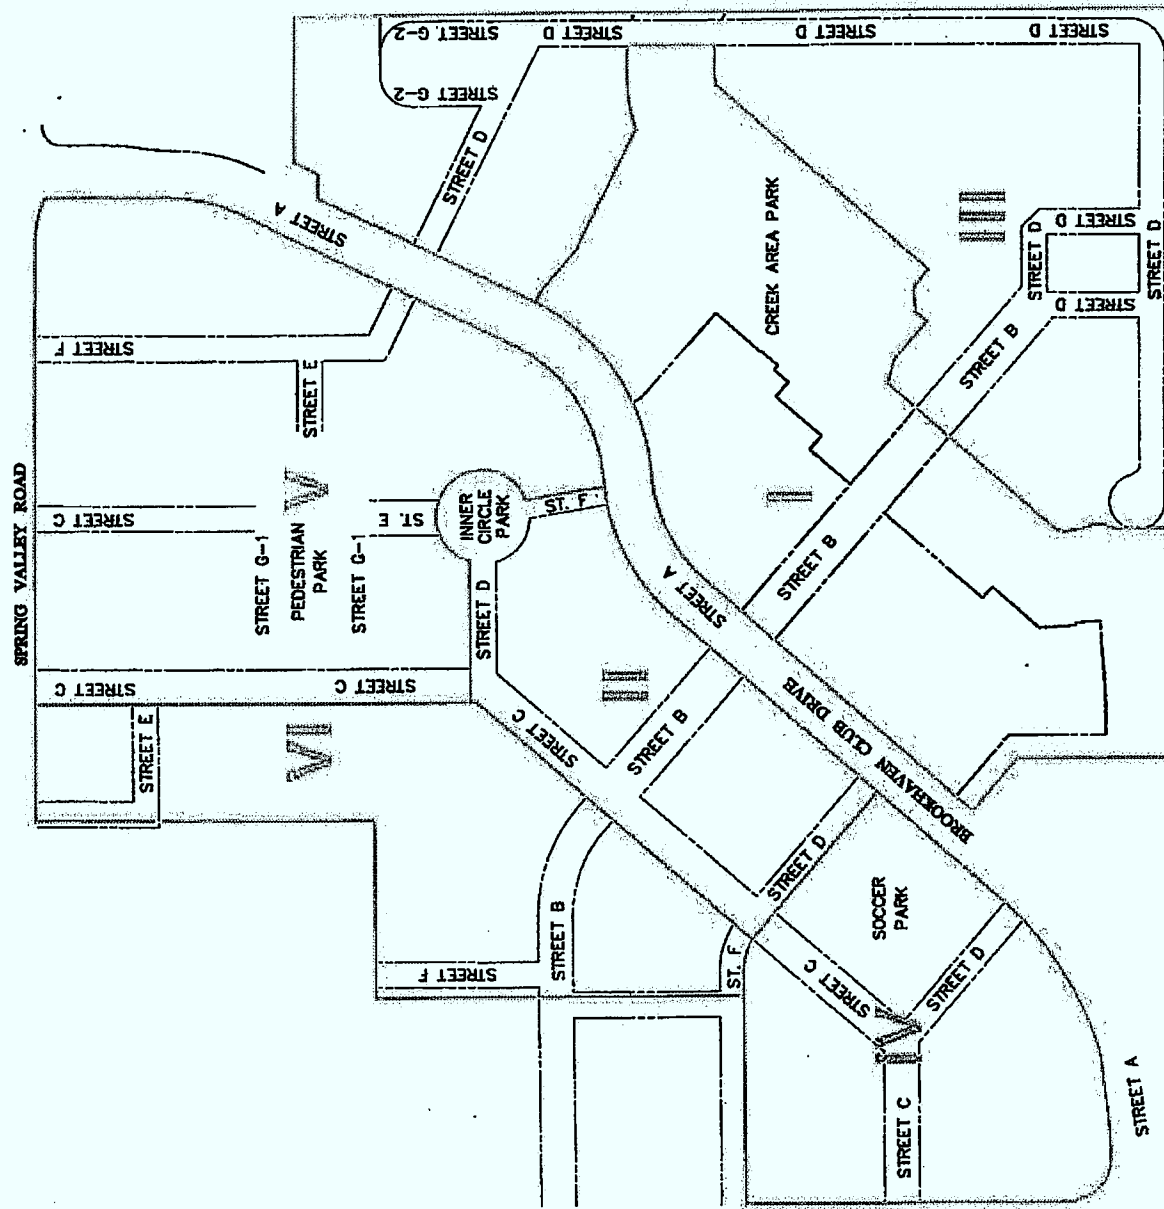 STREET G-2
STREET D
STREET D
STREET D
STREET G-2
STREET D
STREET A
CREEK AREA PARK
III
STREET D
STREET D
STREET D
STREET D
STREET F
STREET E
STREET B
SPRING VALLEY ROAD
V
STREET C
ST. E
INNER
CIRCLE
PARK
ST. F
I
STREET G-1
PEDESTRIAN
PARK
STREET G-1
STREET B
STREET D
STREET A
STREET C
STREET C
II
STREET E
VI
STREET C
STREET B
BROOKHAVEN CLUB DRIVE
STREET D
SOCCER
PARK
STREET B
STREET F
ST. F
STREET C
STREET D
IV
STREET C
STREET A